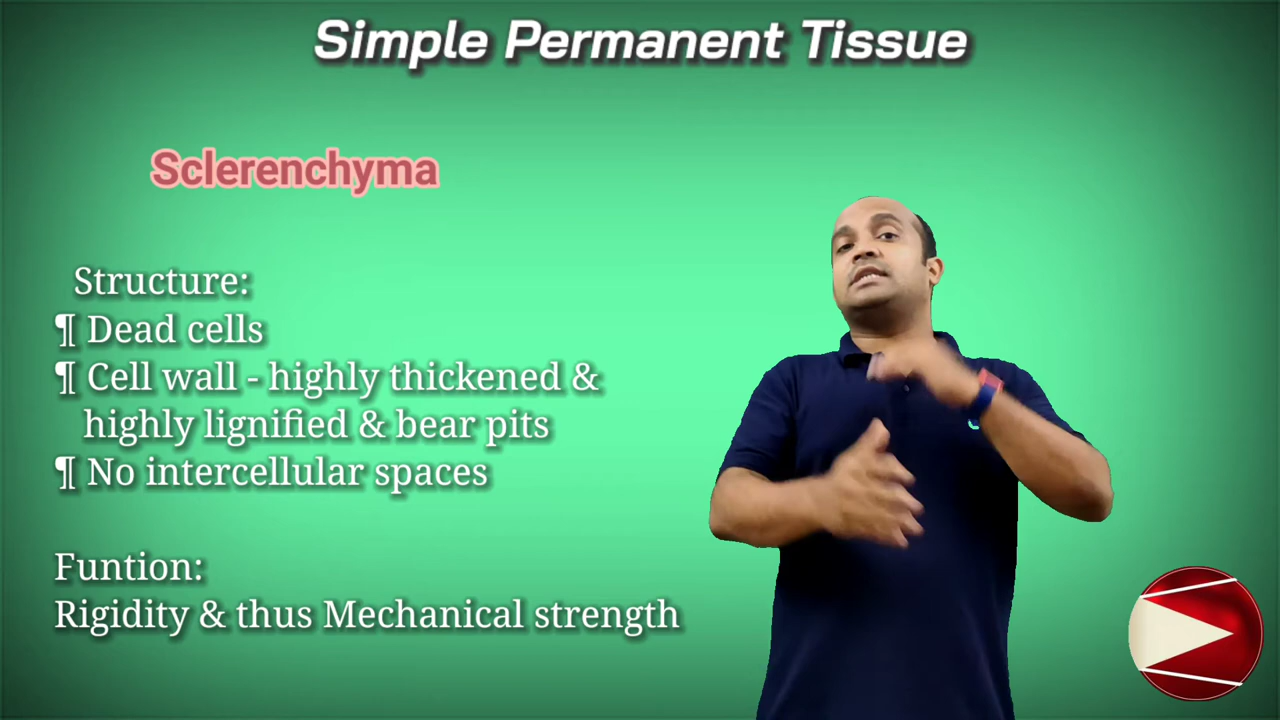 Simple Permanent Tissue
Sclerenchyma
Structure:
¶ Dead cells
¶ Cell wall - highly thickened &
highly lignified & bear pits
¶ No intercellular spaces
Funtion:
Rigidity & thus Mechanical strength